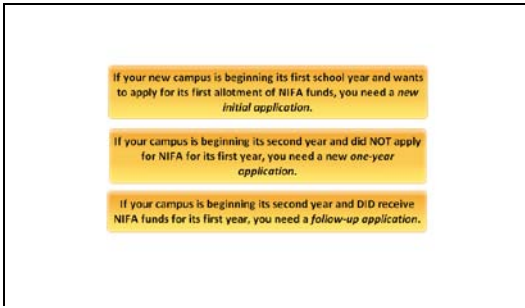 If your new campus is beginning its first school year and wants
to apply for its first allotment of NIFA funds, you need a new
initial application.
If your campus is beginning its second year and did NOT apply
for NIFA for its first year, you need a new one-year
application.
If your campus is beginning its second year and DID receive
NIFA funds for its first year, you need a follow-up application.